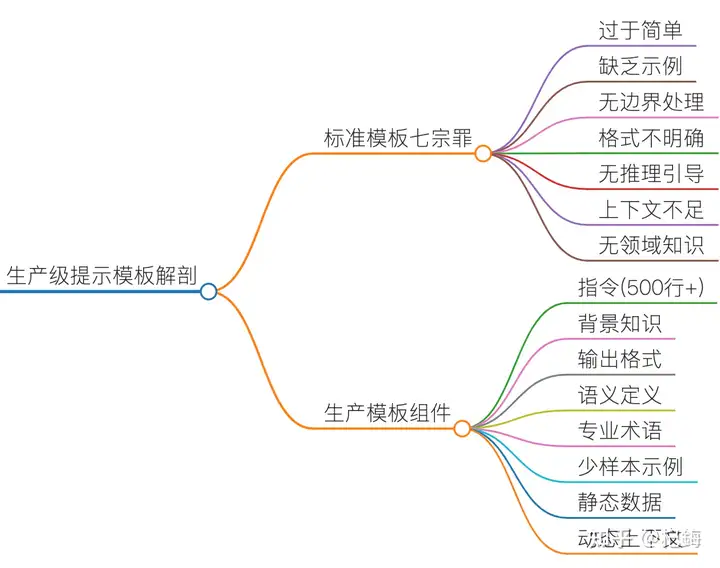 生产级提示模板解剖
标准模板七宗罪
过于简单
缺乏示例
无边界处理
格式不明确
无推理引导
上下文不足
无领域知识
生产模板组件
指令(500行+)
背景知识
输出格式
语义定义
专业术语
少样本示例
静态数据
动态上下文
知乎